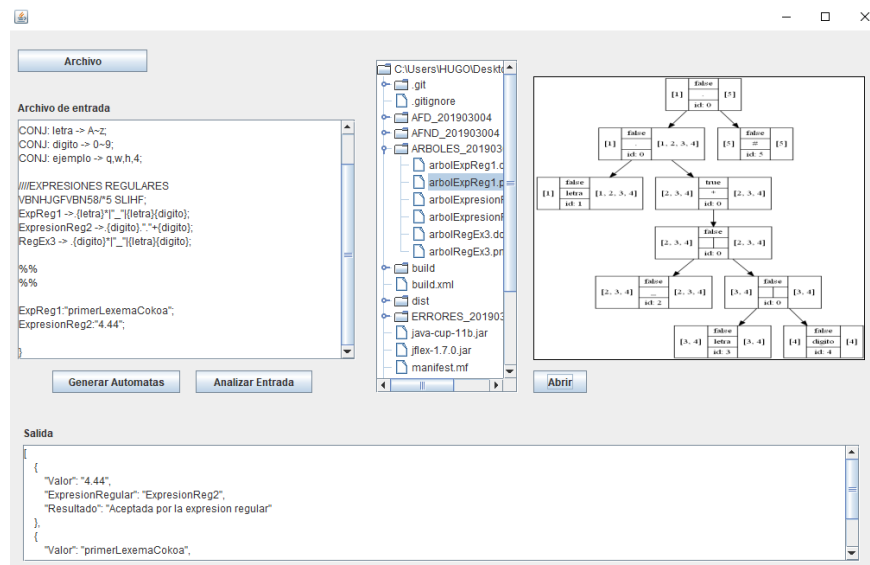 Archivo
Archivo de entrada
CONJ: letra -> A~z;
CONJ: digito -> 0~9;
CONJ: ejemplo -> q,w,h,4;
////EXPRESIONES REGULARES
VBNHJGFVBN58/*5 SLIHF;
ExpReg1 ->.{letra}*|"_"|{letra}{digito};
ExpresionReg2 ->.{digito}."."+{digito};
RegEx3 -> .{digito}*|"_"|{letra}{digito};
%%
%%
ExpReg1:"primerLexemaCokoa";
ExpresionReg2:"4.44";
}
Generar Automatas
Analizar Entrada
C:\Users\HUGO\Deskt
.git
.gitignore
AFD_201903004
AFND_201903004
ARBOLES_201903
arbolExpReg1.d
arbolExpReg1.p
arbolExpresionR
arbolExpresionR
arbolRegEx3.do
arbolRegEx3.pn
build
build.xml
dist
ERRORES_201903
java-cup-11b.jar
jflex-1.7.0.jar
manifest.mf
false
[1] . [5]
id: 0
false false
[1] . [1, 2, 3, 4] [5] # [5]
id: 0 id: 5
false true
[1] letra [1, 2, 3, 4] [2, 3, 4] * [2, 3, 4]
id: 1 id: 0
false
[2, 3, 4] | [2, 3, 4]
id: 0
false false
[2, 3, 4] _ [2, 3, 4] [3, 4] | [3, 4]
id: 2 id: 0
false false
[3, 4] letra [3, 4] [4] digito [4]
id: 3 id: 4
Abrir
Salida
[
{
"Valor": "4.44",
"ExpresionRegular": "ExpresionReg2",
"Resultado": "Aceptada por la expresion regular"
},
{
"Valor": "primerLexemaCokoa",